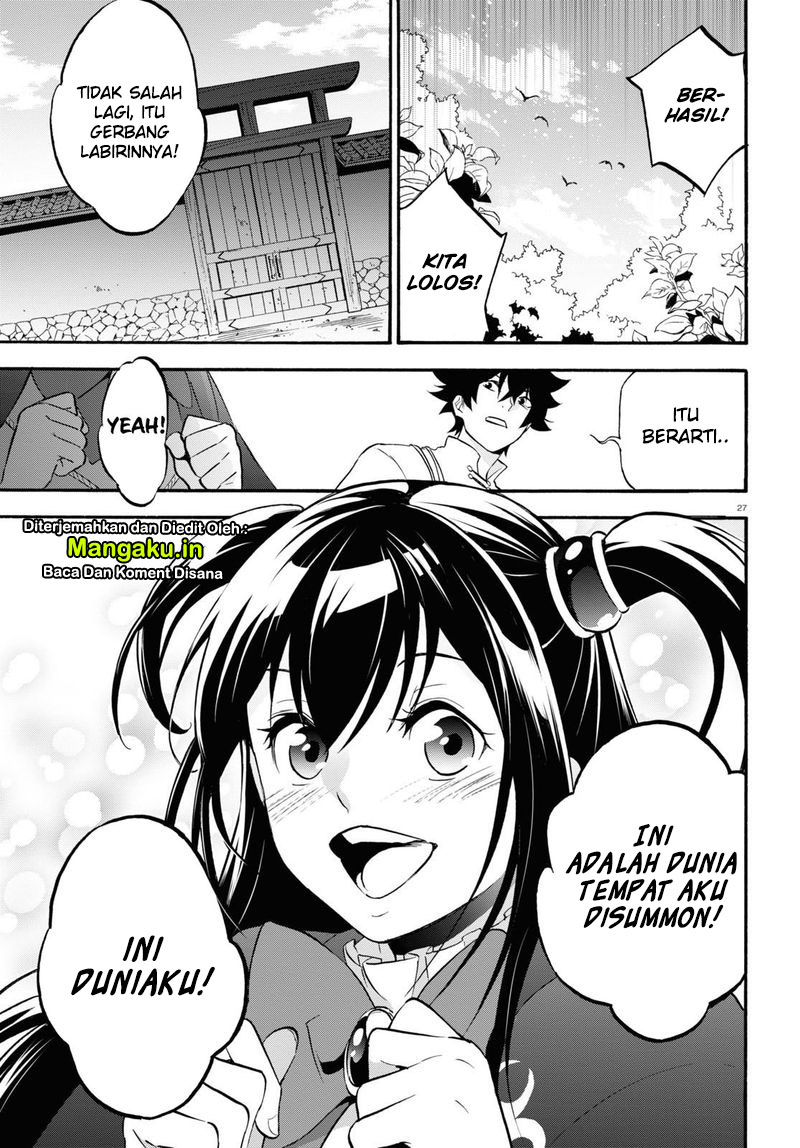 BER-
HASIL!
KITA
LOLOS!
TIDAK SALAH
LAGI, ITU
GERBANG
LABIRINNYA!
ITU
BERARTI..
YEAH!
27
Diterjemahkan dan Diedit Oleh :
Mangaku.in
Baca Dan Koment Disana
INI
ADALAH DUNIA
TEMPAT AKU
DISUMMON!
INI
DUNIAKU!